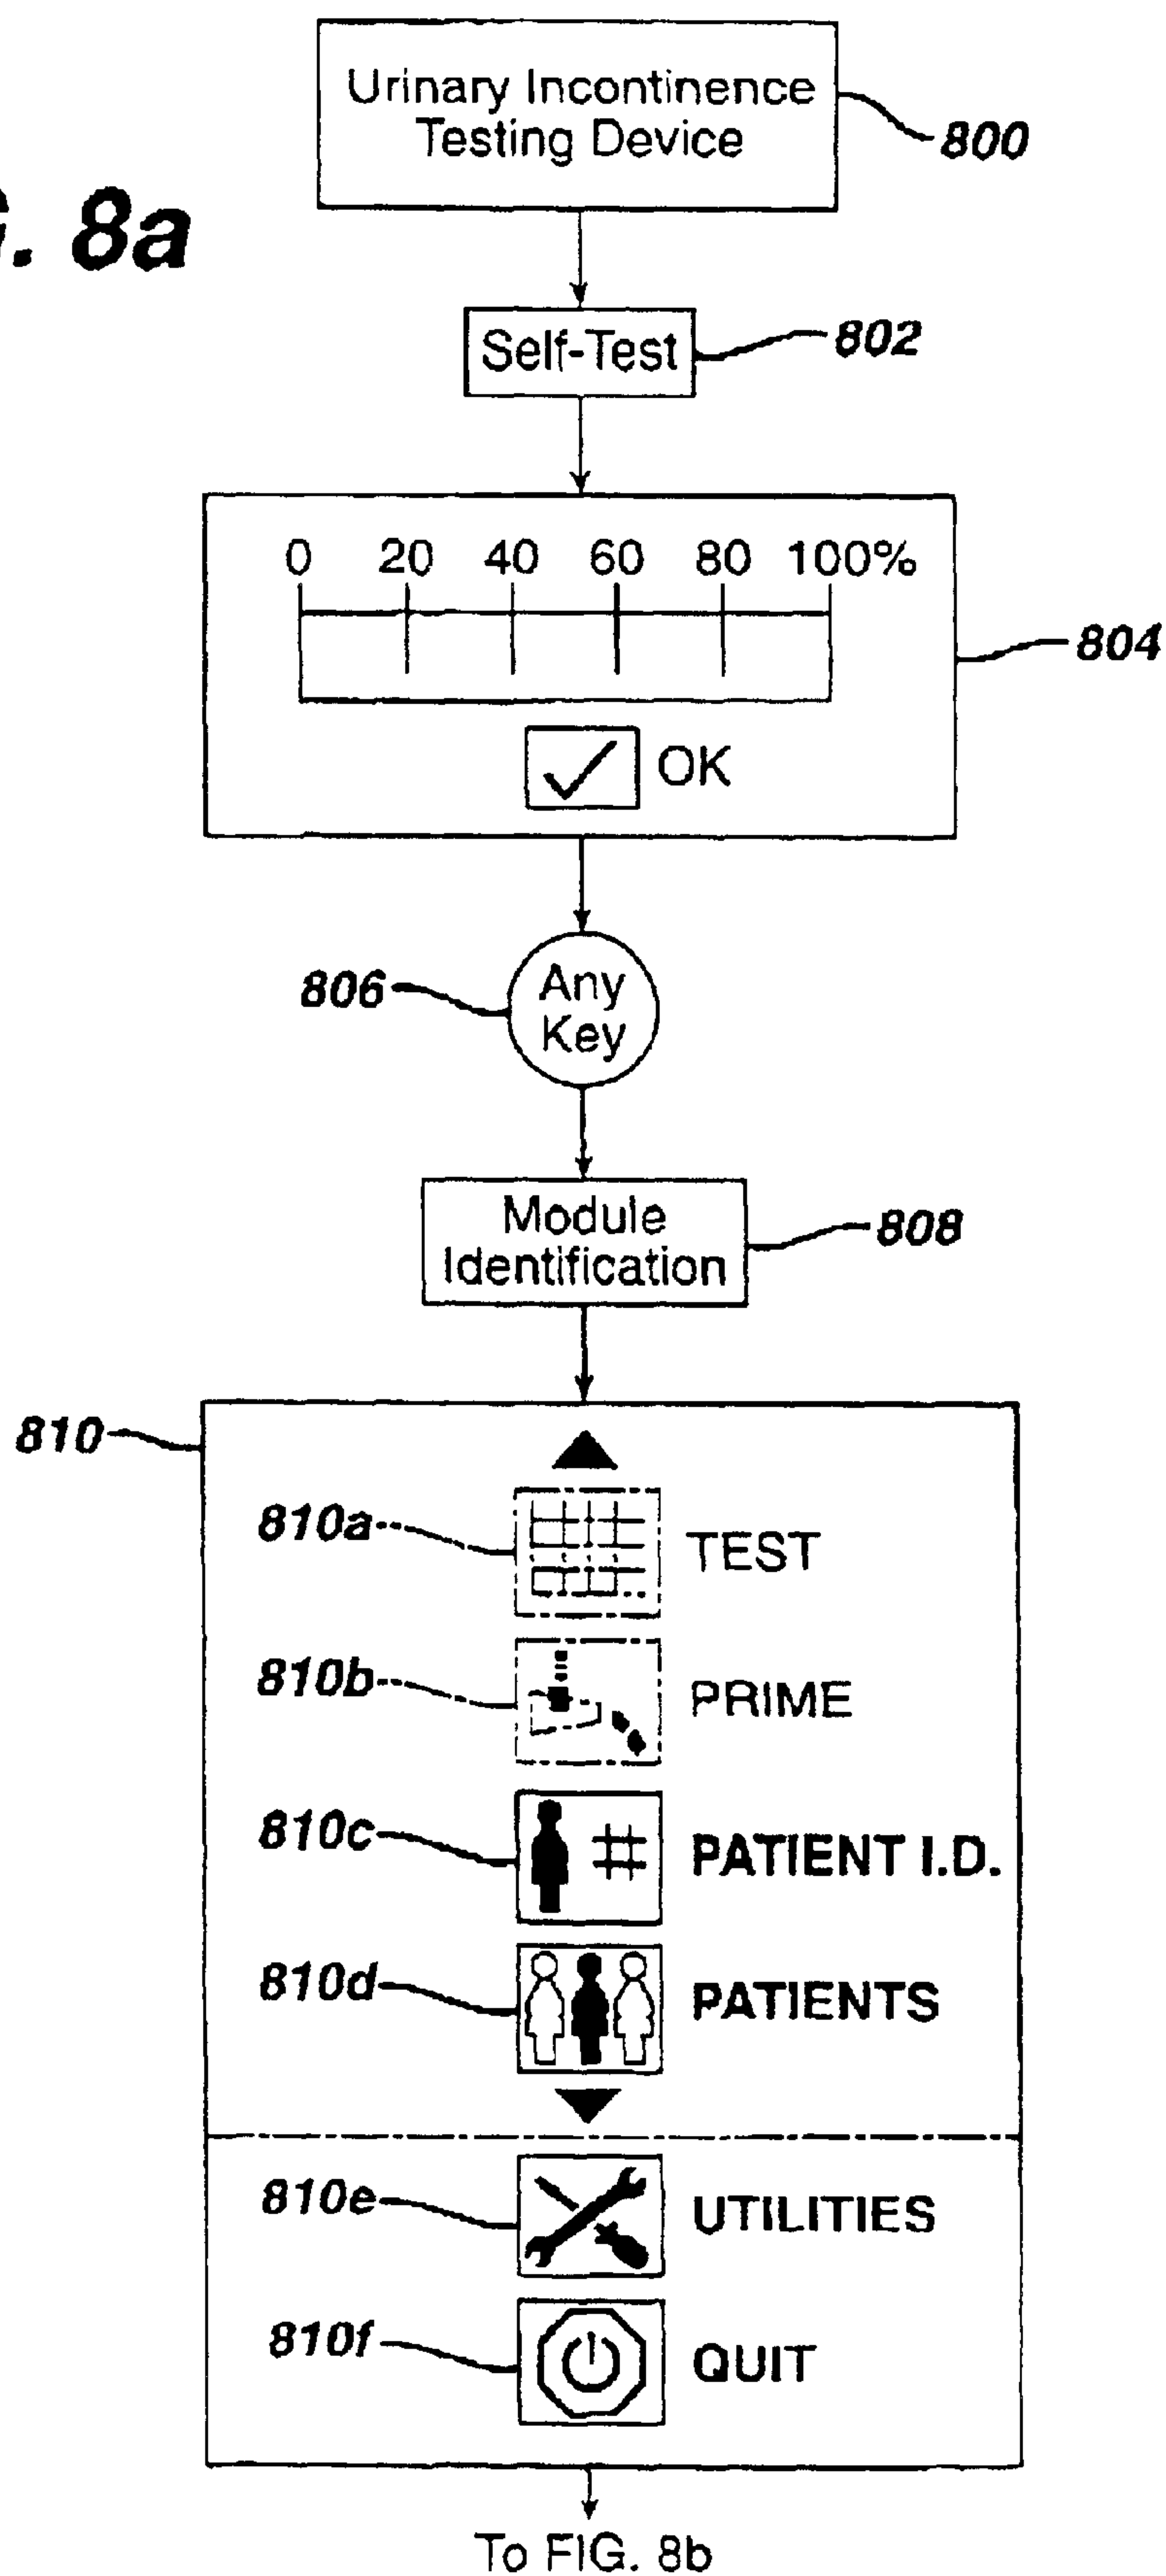 Urinary Incontinence
Testing Device
800
. 8a
Self-Test
802
0 20 40 60 80 100%
804
OK
806
Any
Key
Module
Identification
808
810
810a
TEST
810b
PRIME
810c
#
PATIENT I.D.
810d
PATIENTS
810e
UTILITIES
810f
QUIT
To FIG. 8b